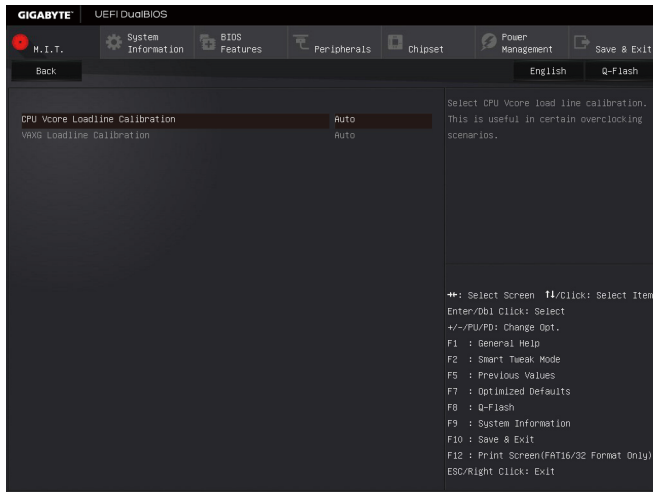 GIGABYTE™ UEFI DualBIOS
M.I.T.
System Information
BIOS Features
Peripherals
Chipset
Power Management
Save & Exit
Back
English
Q-Flash
CPU Vcore Loadline Calibration Auto
VAXG Loadline Calibration Auto
Select CPU Vcore load line calibration.
This is useful in certain overclocking
scenarios.
→←: Select Screen ↑↓/Click: Select Item
Enter/Dbl Click: Select
+/-/PU/PD: Change Opt.
F1 : General Help
F2 : Smart Tweak Mode
F5 : Previous Values
F7 : Optimized Defaults
F8 : Q-Flash
F9 : System Information
F10 : Save & Exit
F12 : Print Screen(FAT16/32 Format Only)
ESC/Right Click: Exit